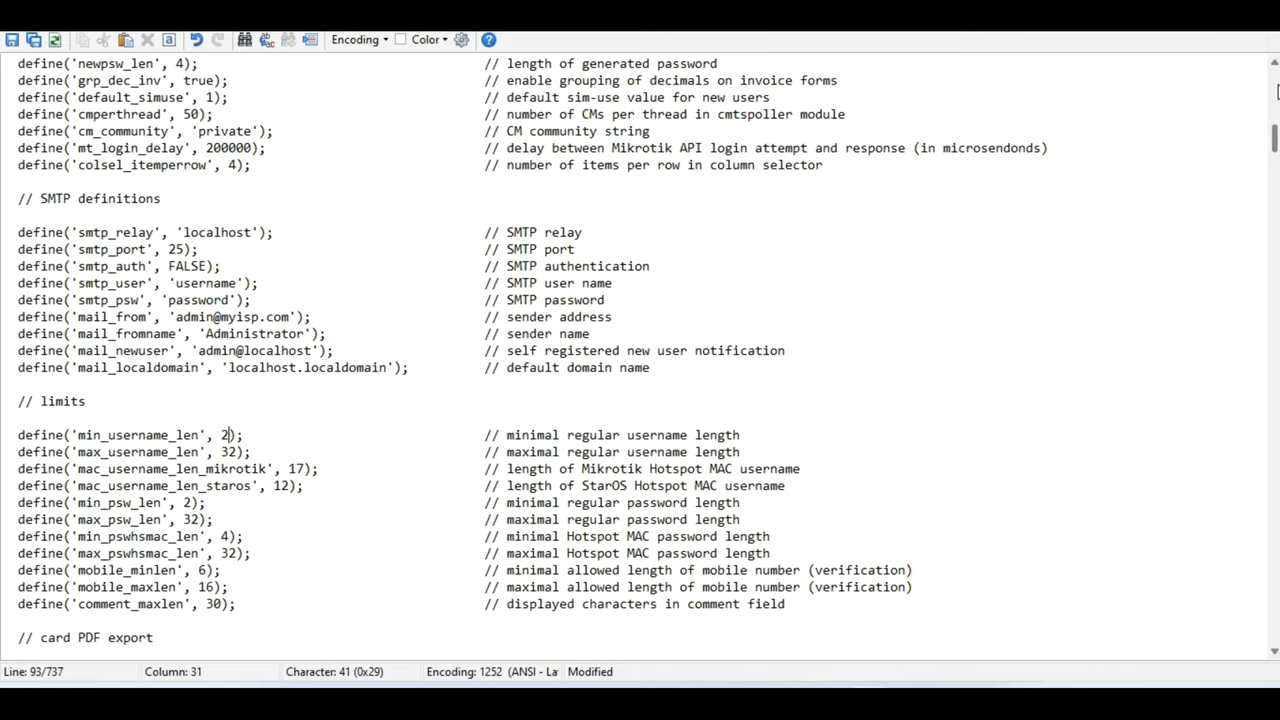 Encoding Color
define('newpsw_len', 4); // length of generated password
define('grp_dec_inv', true); // enable grouping of decimals on invoice forms
define('default_simuse', 1); // default sim-use value for new users
define('cmperthread', 50); // number of CMs per thread in cmtspoller module
define('cm_community', 'private'); // CM community string
define('mt_login_delay', 200000); // delay between Mikrotik API login attempt and response (in microsendonds)
define('colsel_itemperrow', 4); // number of items per row in column selector
// SMTP definitions
define('smtp_relay', 'localhost'); // SMTP relay
define('smtp_port', 25); // SMTP port
define('smtp_auth', FALSE); // SMTP authentication
define('smtp_user', 'username'); // SMTP user name
define('smtp_psw', 'password'); // SMTP password
define('mail_from', 'admin@myisp.com'); // sender address
define('mail_fromname', 'Administrator'); // sender name
define('mail_newuser', 'admin@localhost'); // self registered new user notification
define('mail_localdomain', 'localhost.localdomain'); // default domain name
// limits
define('min_username_len', 2); // minimal regular username length
define('max_username_len', 32); // maximal regular username length
define('mac_username_len_mikrotik', 17); // length of Mikrotik Hotspot MAC username
define('mac_username_len_staros', 12); // length of StarOS Hotspot MAC username
define('min_psw_len', 2); // minimal regular password length
define('max_psw_len', 32); // maximal regular password length
define('min_pswhsmac_len', 4); // minimal Hotspot MAC password length
define('max_pswhsmac_len', 32); // maximal Hotspot MAC password length
define('mobile_minlen', 6); // minimal allowed length of mobile number (verification)
define('mobile_maxlen', 16); // maximal allowed length of mobile number (verification)
define('comment_maxlen', 30); // displayed characters in comment field
// card PDF export
Line: 93/737 Column: 31 Character: 41 (0x29) Encoding: 1252 (ANSI - La Modified